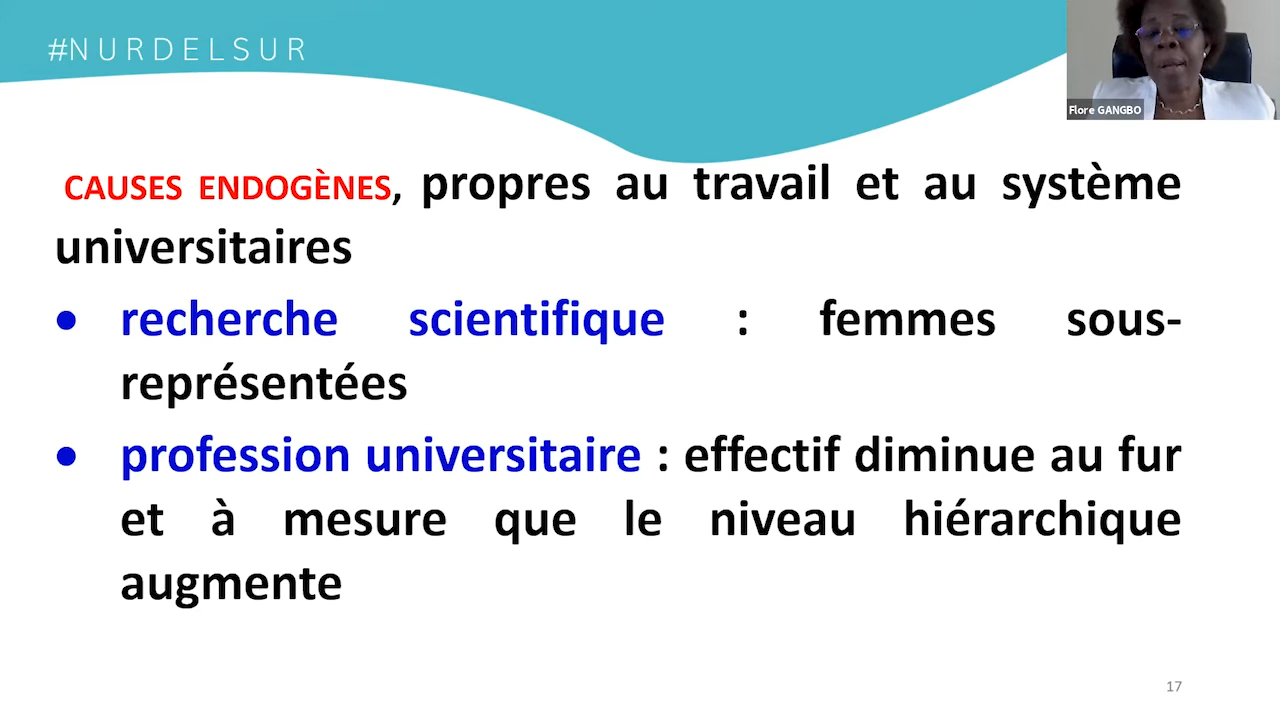 #NURDELSUR
Flore GANGBO
CAUSES ENDOGÈNES, propres au travail et au système
universitaires
• recherche scientifique : femmes sous-
représentées
• profession universitaire : effectif diminue au fur
et à mesure que le niveau hiérarchique
augmente
17